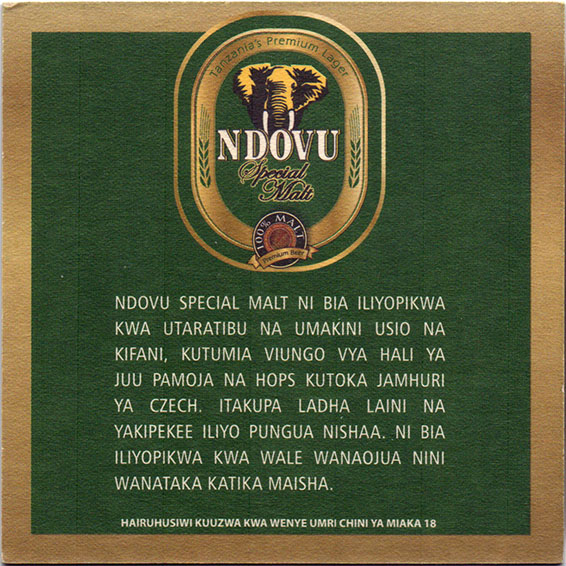 Tanzania's Premium Lager
NDOVU
Special
Malt
100% MALT
Premium Beer
NDOVU SPECIAL MALT NI BIA ILIYOPIKWA
KWA UTARATIBU NA UMAKINI USIO NA
KIFANI, KUTUMIA VIUNGO VYA HALI YA
JUU PAMOJA NA HOPS KUTOKA JAMHURI
YA CZECH. ITAKUPA LADHA LAINI NA
YAKIPEKEE ILIYO PUNGUA NISHAA. NI BIA
ILIYOPIKWA KWA WALE WANAOJUA NINI
WANATAKA KATIKA MAISHA.
HAIRUHUSIWI KUUZWA KWA WENYE UMRI CHINI YA MIAKA 18